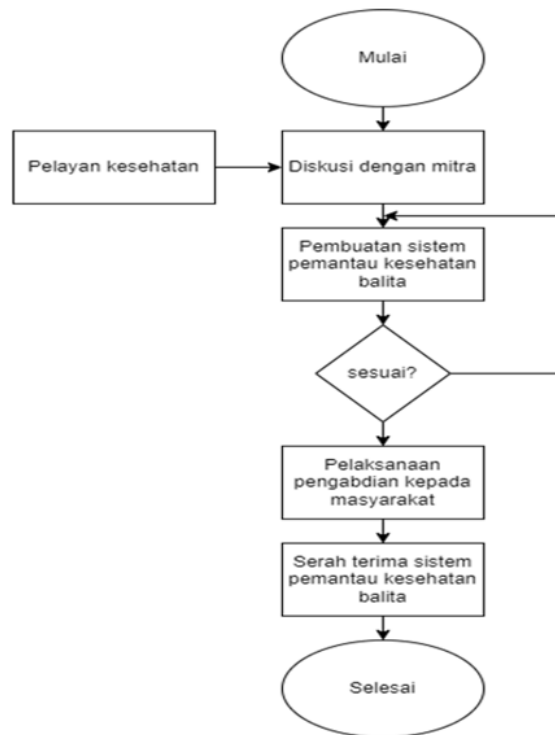 Mulai
Pelayan kesehatan
Diskusi dengan mitra
Pembuatan sistem
pemantau kesehatan
balita
sesuai?
Pelaksanaan
pengabdian kepada
masyarakat
Serah terima sistem
pemantau kesehatan
balita
Selesai